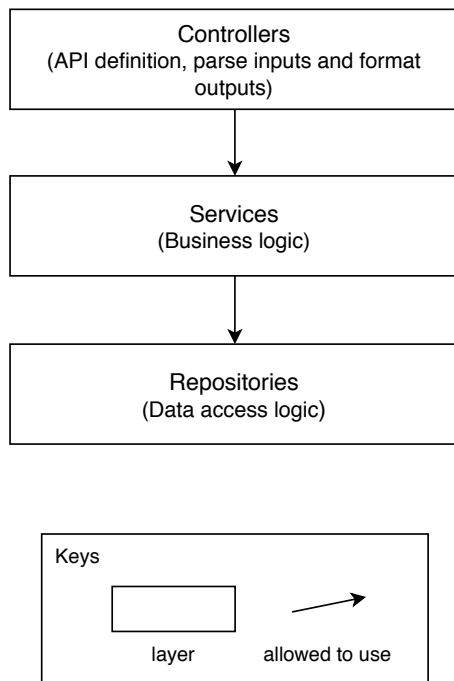 Controllers
(API definition, parse inputs and format
outputs)
Services
(Business logic)
Repositories
(Data access logic)
Keys
layer
allowed to use